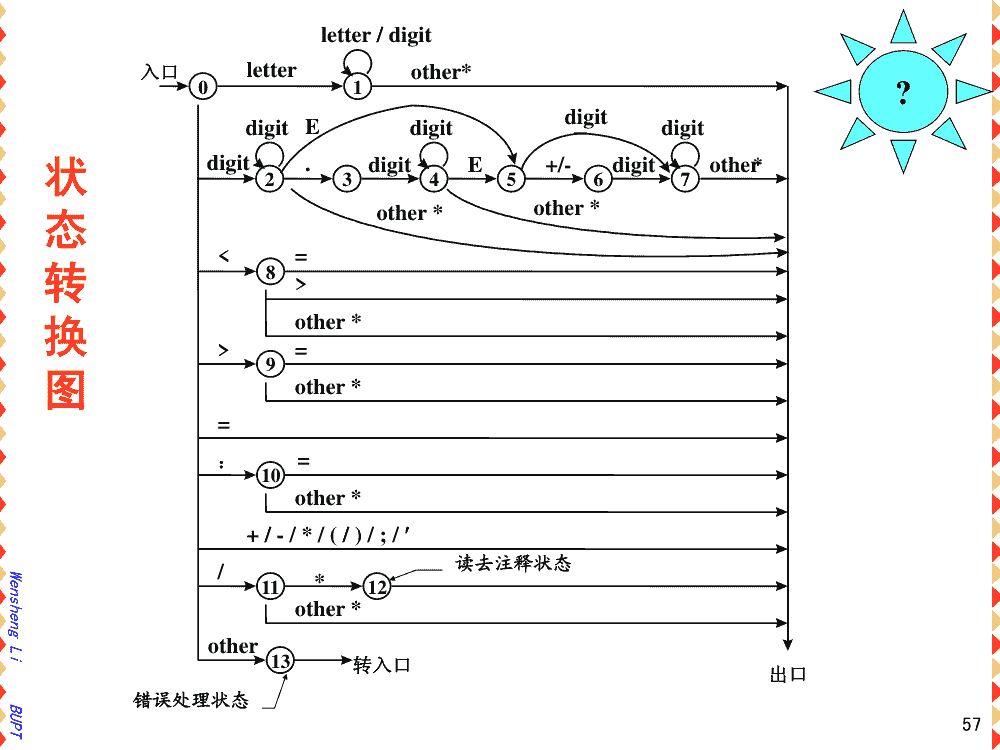 状态转换图
letter / digit
入口 0 letter 1 other*
?
digit E digit digit digit
digit 2 . 3 digit 4 E 5 +/- 6 digit 7 other*
other * other *
< 8 =
>
other *
> 9 =
other *
=
: 10 =
other *
+ / - / * / ( / ) / ; / ′
/ 11 * 12 读去注释状态
other *
other 13 转入口
出口
错误处理状态
Wensheng Li BUPT
57